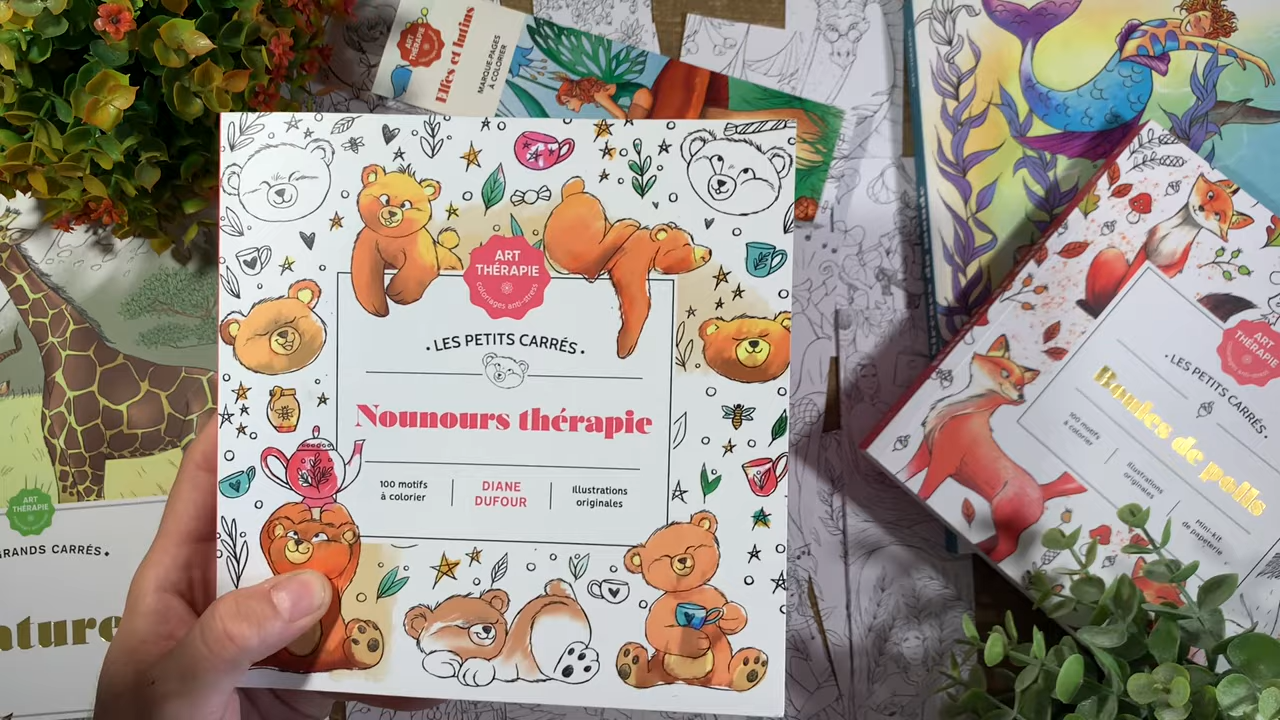 ART
THÉRAPIE
Elfes et lutins
MARQUE-PAGES
À COLORIER
ART
THÉRAPIE
coloriages anti-stress
•LES PETITS CARRÉS•
Nounours thérapie
100 motifs
à colorier
DIANE
DUFOUR
Illustrations
originales
ART
THÉRAPIE
•LES PETITS CARRÉS•
Boules de poils
100 motifs
à colorier
Illustrations
originales
Mini-kit
de papeterie
ART
THÉRAPIE
GRANDS CARRÉS•
ature